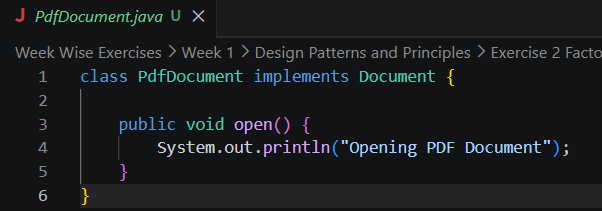 J PdfDocument.java U ×
Week Wise Exercises > Week 1 > Design Patterns and Principles > Exercise 2 Facto
1 class PdfDocument implements Document {
2
3     public void open() {
4         System.out.println("Opening PDF Document");
5     }
6 }